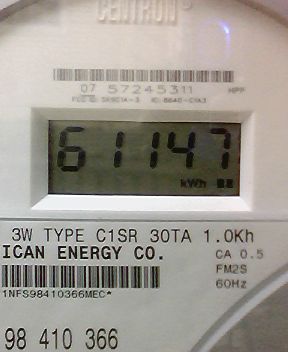 CENTRON®
07 57245311 HPP
61147
kWh
3W TYPE C1SR 30TA 1.0Kh
ICAN ENERGY CO.
CA 0.5
FM2S
60Hz
1NFS98410366MEC*
98 410 366